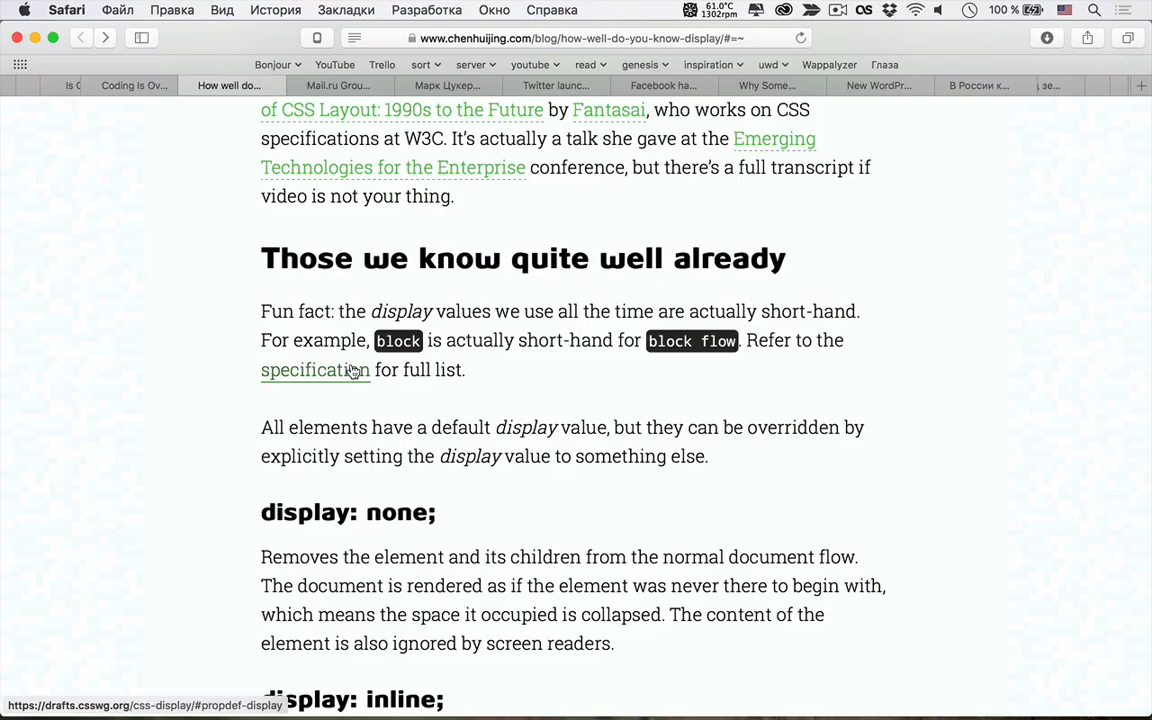 Safari Файл Правка Вид История Закладки Разработка Окно Справка 61.0°C 1302rpm 100 %
www.chenhuijing.com/blog/how-well-do-you-know-display/#=~
Bonjour YouTube Trello sort server youtube read genesis inspiration uwd Wappalyzer Глаза
Is C Coding Is Ov... How well do... Mail.ru Grou... Марк Цукер... Twitter launc... Facebook ha... Why Some... New WordPr... В России к... зе...
of CSS Layout: 1990s to the Future by Fantasai, who works on CSS
specifications at W3C. It's actually a talk she gave at the Emerging
Technologies for the Enterprise conference, but there's a full transcript if
video is not your thing.
Those we know quite well already
Fun fact: the display values we use all the time are actually short-hand.
For example, block is actually short-hand for block flow. Refer to the
specification for full list.
All elements have a default display value, but they can be overridden by
explicitly setting the display value to something else.
display: none;
Removes the element and its children from the normal document flow.
The document is rendered as if the element was never there to begin with,
which means the space it occupied is collapsed. The content of the
element is also ignored by screen readers.
display: inline;
https://drafts.csswg.org/css-display/#propdef-display